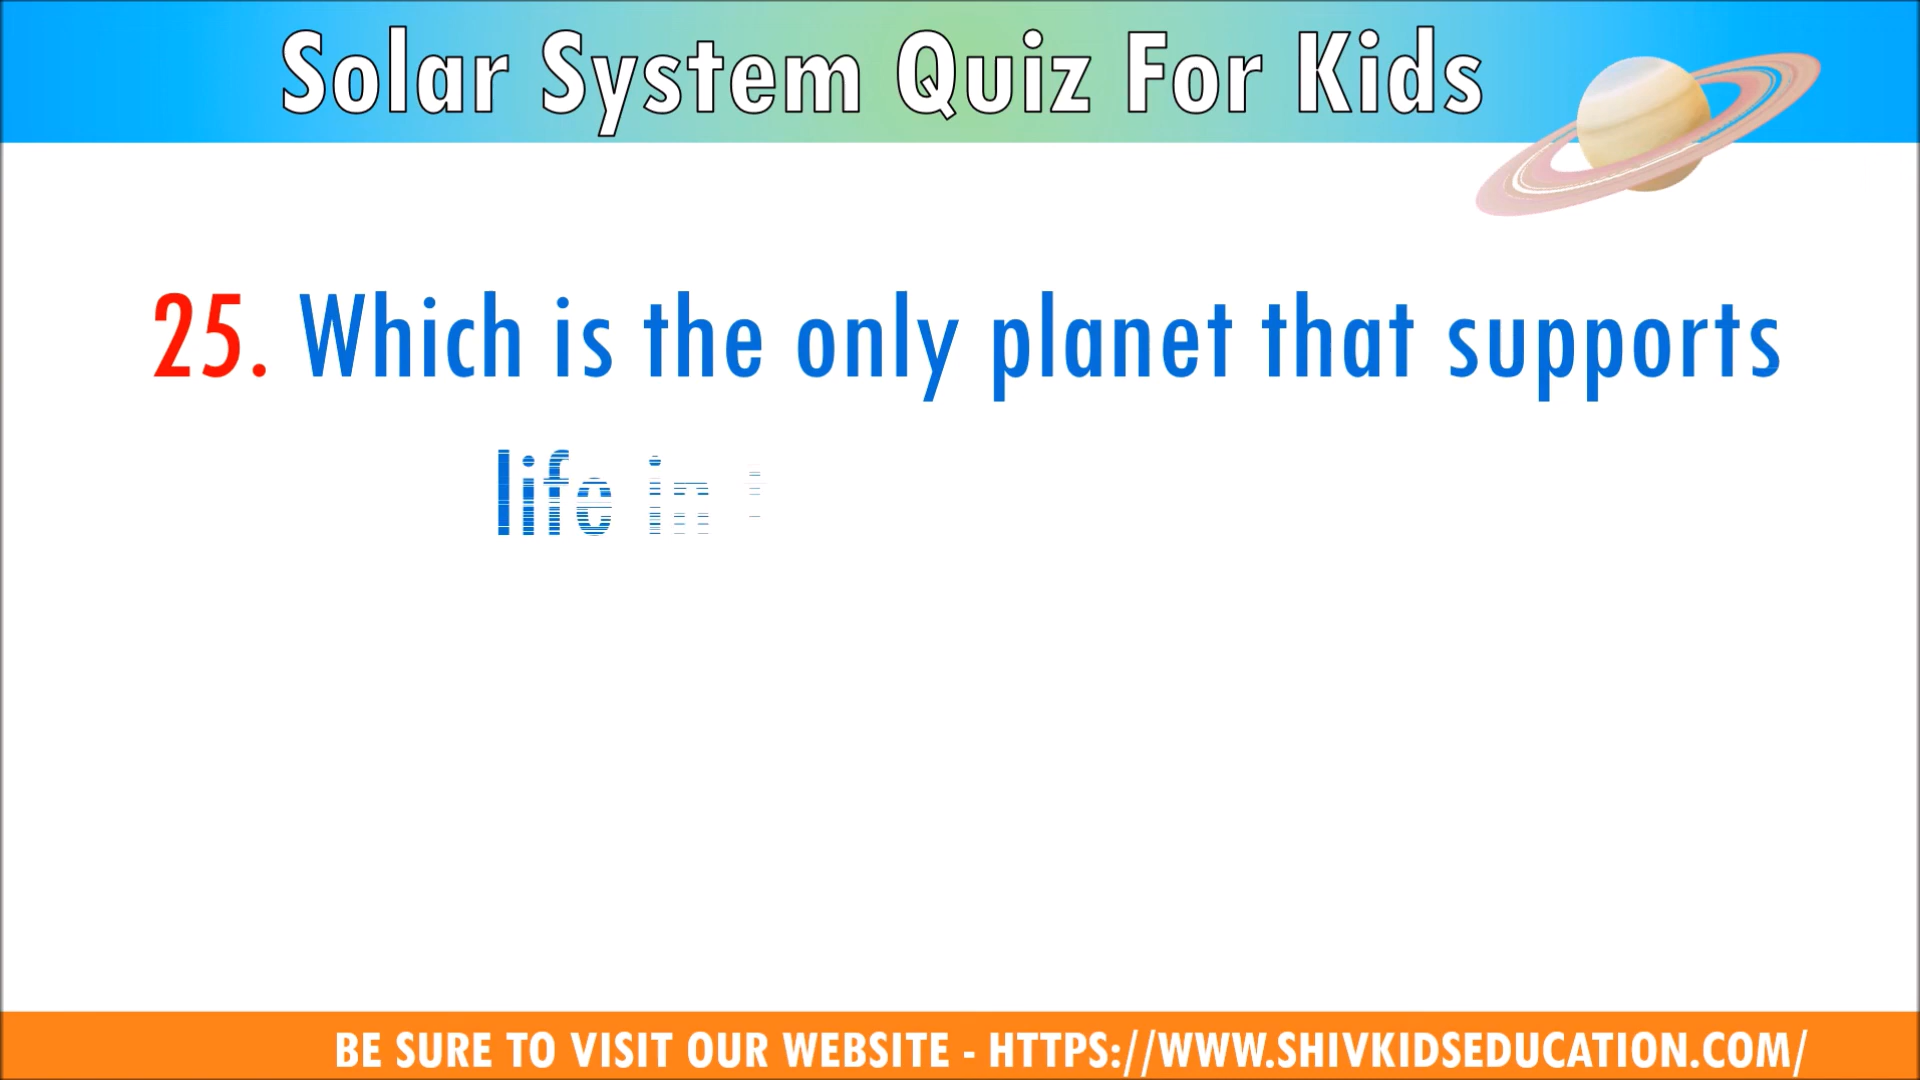 Solar System Quiz For Kids
25. Which is the only planet that supports
life in
BE SURE TO VISIT OUR WEBSITE - HTTPS://WWW.SHIVKIDSEDUCATION.COM/